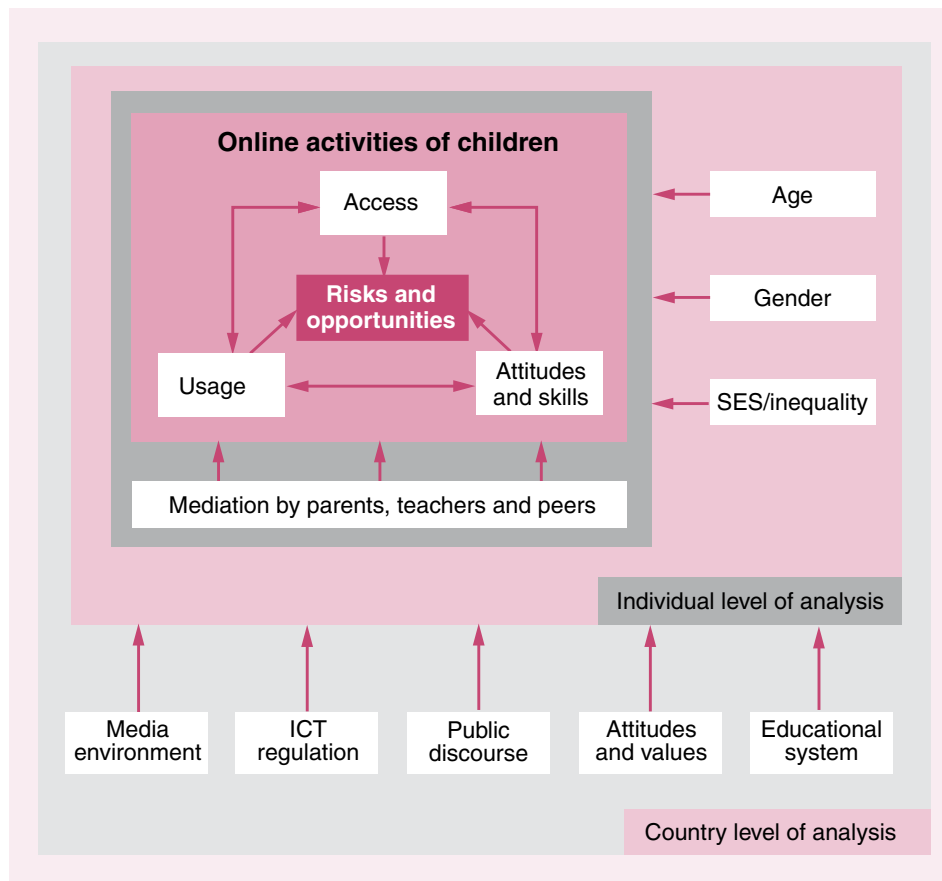 Online activities of children
Access
Age
Risks and
opportunities
Gender
Usage
Attitudes
and skills
SES/inequality
Mediation by parents, teachers and peers
Individual level of analysis
Media
environment
ICT
regulation
Public
discourse
Attitudes
and values
Educational
system
Country level of analysis